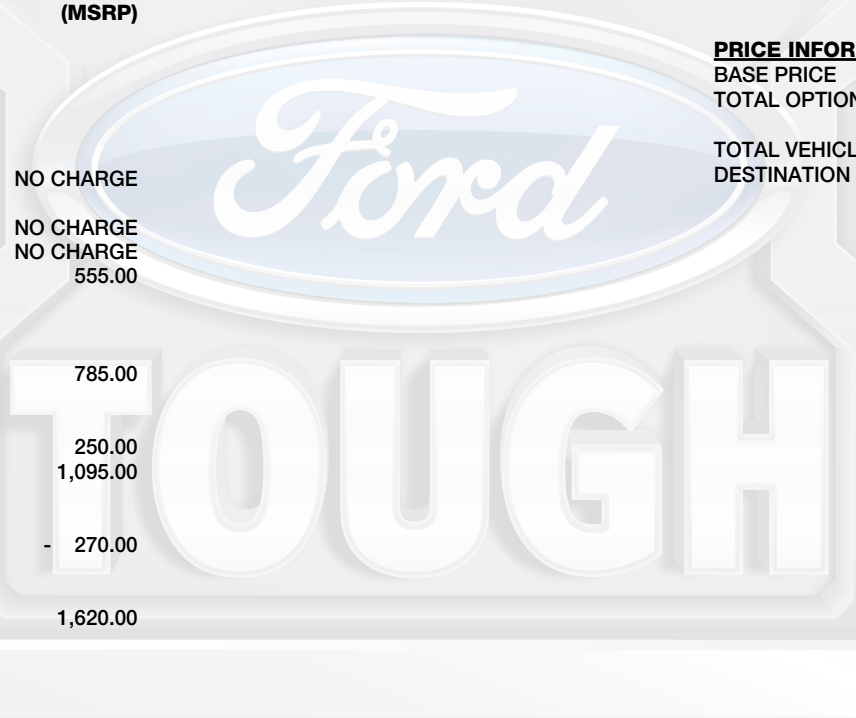 (MSRP)
PRICE INFOR
BASE PRICE
TOTAL OPTION
TOTAL VEHICL
DESTINATION
NO CHARGE
NO CHARGE
NO CHARGE
555.00
785.00
250.00
1,095.00
- 270.00
1,620.00
Ford
TOUGH